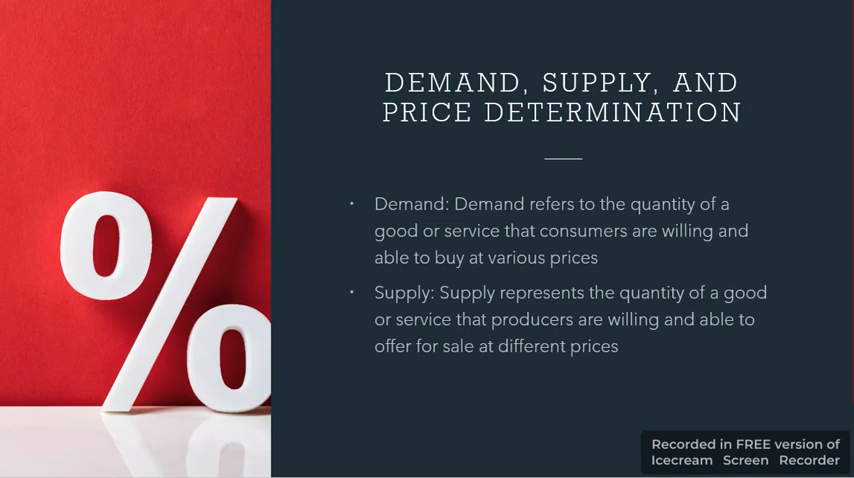 DEMAND, SUPPLY, AND
PRICE DETERMINATION
• Demand: Demand refers to the quantity of a
good or service that consumers are willing and
able to buy at various prices
• Supply: Supply represents the quantity of a good
or service that producers are willing and able to
offer for sale at different prices
%
Recorded in FREE version of
Icecream Screen Recorder